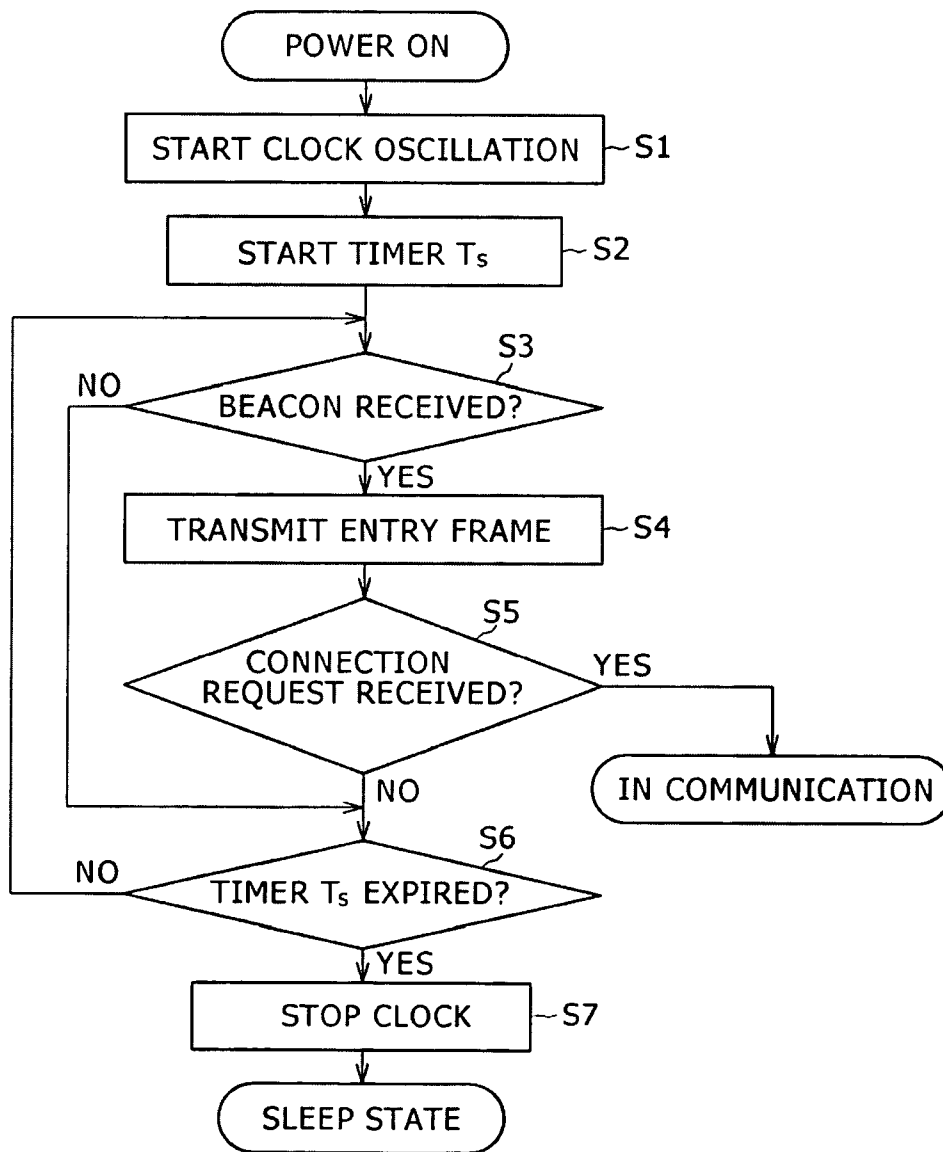 POWER ON
START CLOCK OSCILLATION
S1
START TIMER Ts
S2
S3
NO
BEACON RECEIVED?
YES
TRANSMIT ENTRY FRAME
S4
S5
CONNECTION
REQUEST RECEIVED?
YES
IN COMMUNICATION
NO
S6
NO
TIMER Ts EXPIRED?
YES
STOP CLOCK
S7
SLEEP STATE